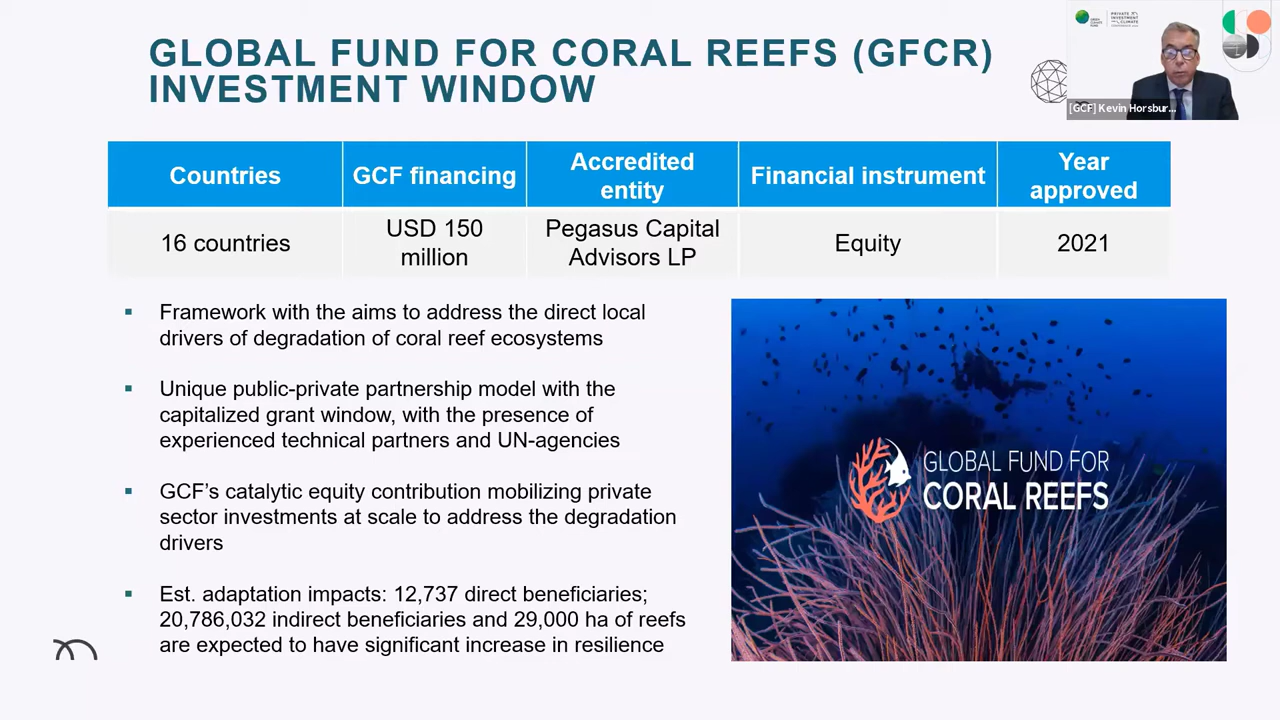 GLOBAL FUND FOR CORAL REEFS (GFCR)
INVESTMENT WINDOW
[GCF] Kevin Horsbur...
Countries
GCF financing
Accredited
entity
Financial instrument
Year
approved
16 countries
USD 150
million
Pegasus Capital
Advisors LP
Equity
2021
▪ Framework with the aims to address the direct local
drivers of degradation of coral reef ecosystems
▪ Unique public-private partnership model with the
capitalized grant window, with the presence of
experienced technical partners and UN-agencies
▪ GCF’s catalytic equity contribution mobilizing private
sector investments at scale to address the degradation
drivers
▪ Est. adaptation impacts: 12,737 direct beneficiaries;
20,786,032 indirect beneficiaries and 29,000 ha of reefs
are expected to have significant increase in resilience
GLOBAL FUND FOR
CORAL REEFS